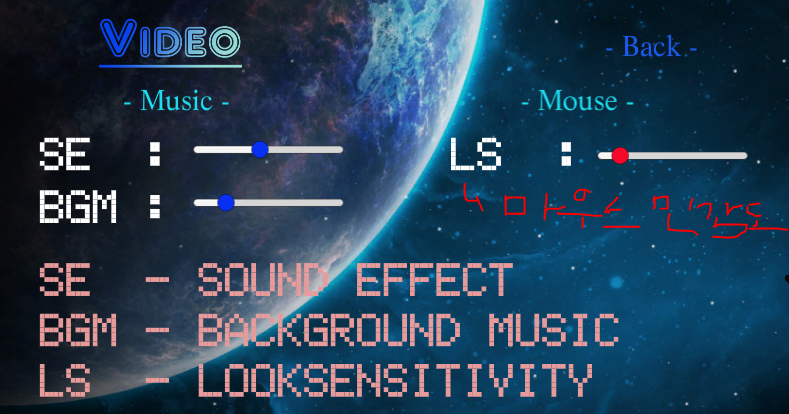 VIDEO
- Back -
- Music -
- Mouse -
SE :
LS :
BGM :
ㄴ 마우스 민감도
SE - SOUND EFFECT
BGM - BACKGROUND MUSIC
LS - LOOKSENSITIVITY